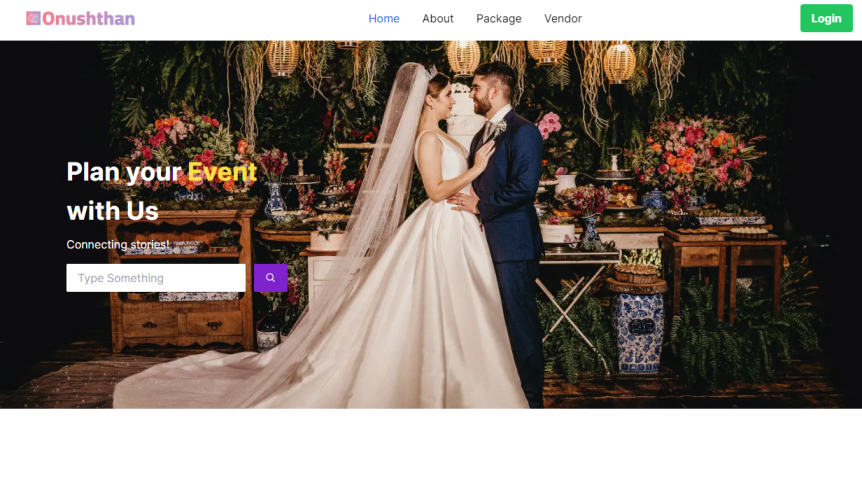 Onushthan
Home About Package Vendor
Login
Plan your Event
with Us
Connecting stories!
Type Something